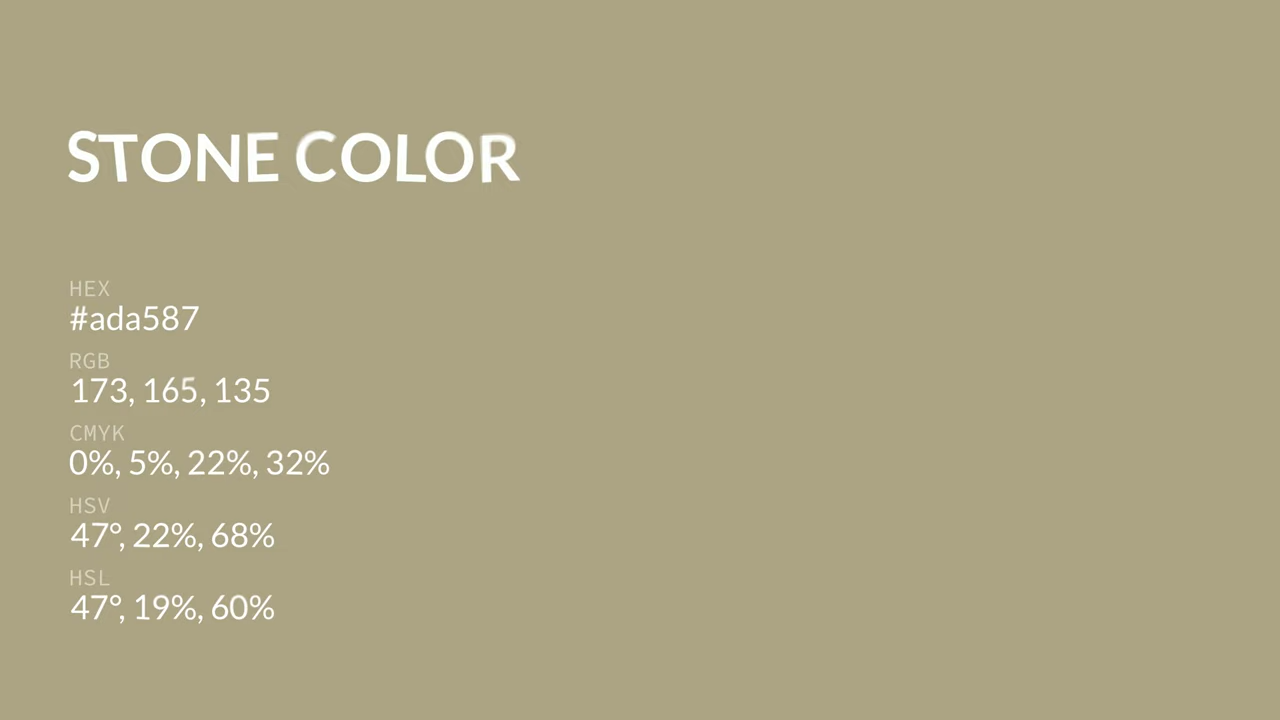 STONE COLOR
HEX
#ada587
RGB
173, 165, 135
CMYK
0%, 5%, 22%, 32%
HSV
47°, 22%, 68%
HSL
47°, 19%, 60%